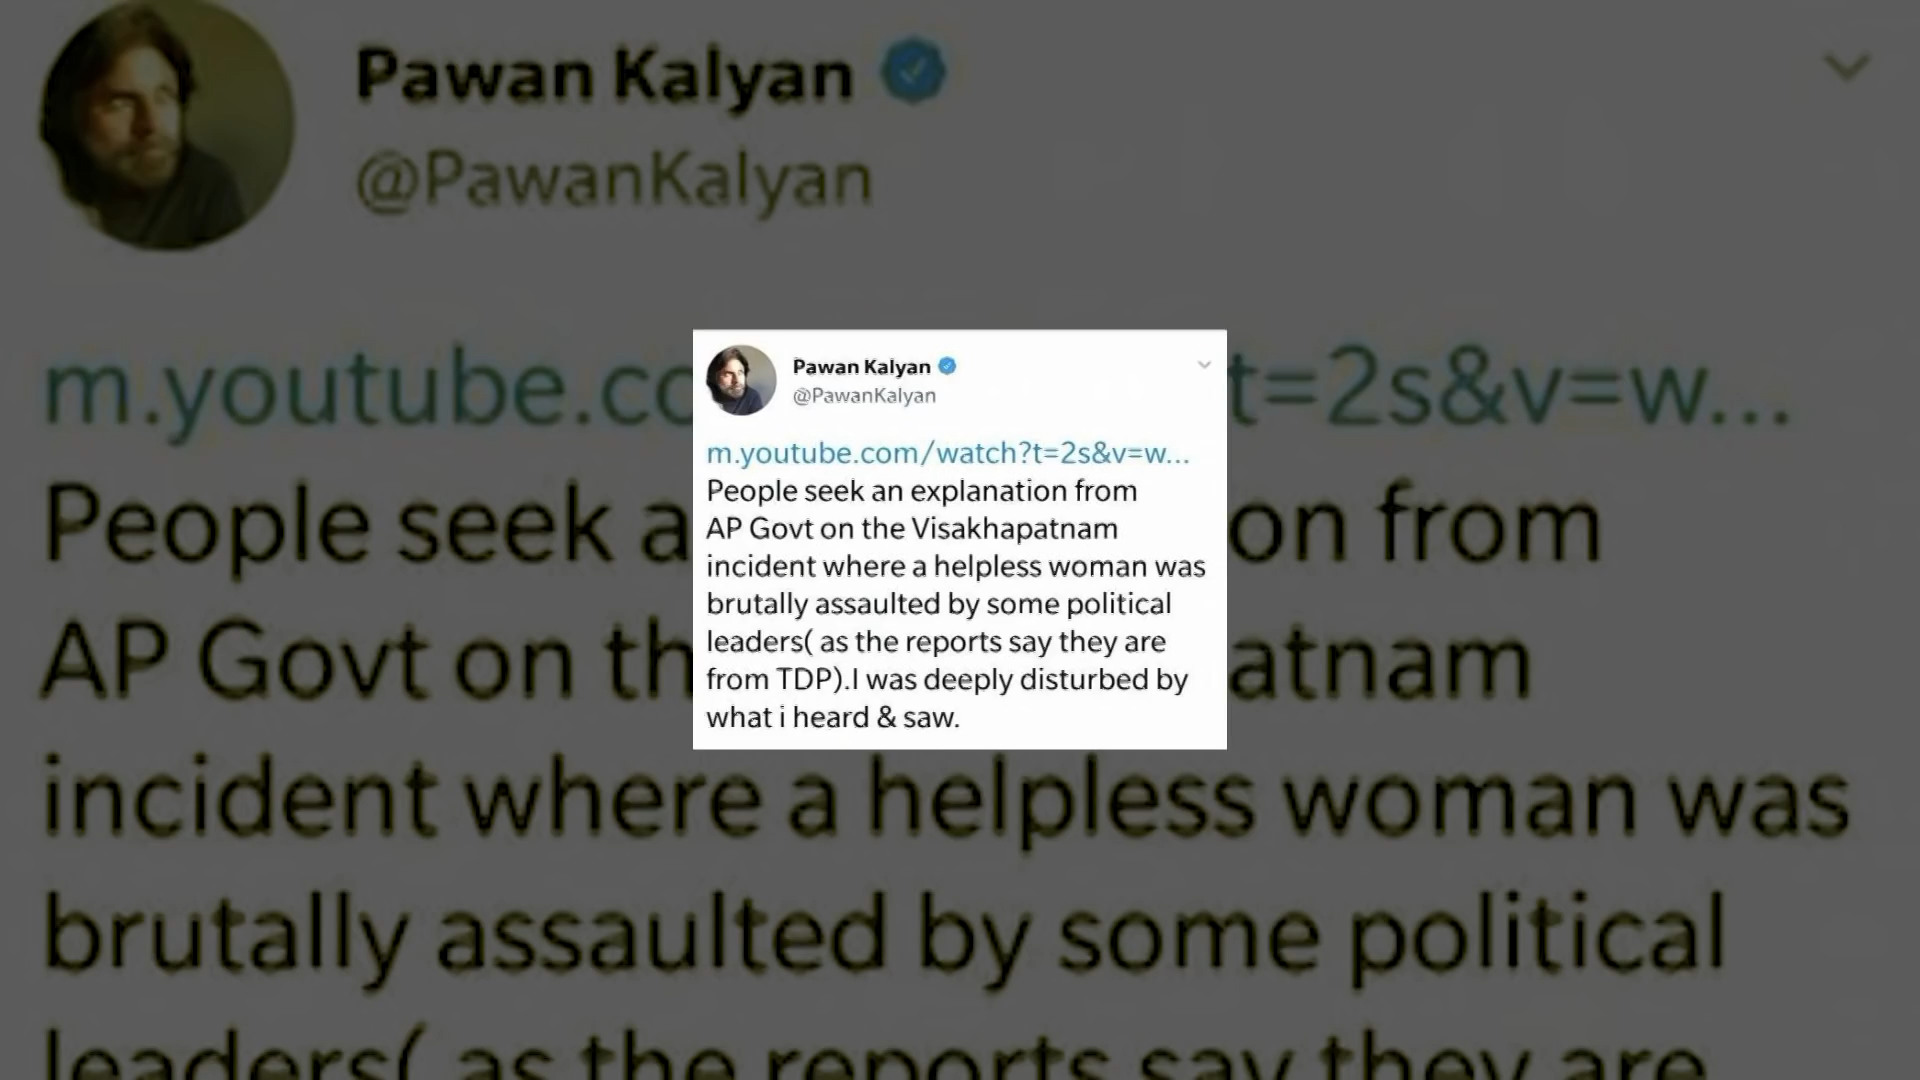 Pawan Kalyan
@PawanKalyan
m.youtube.com/watch?t=2s&v=w...
People seek an explanation from
AP Govt on the Visakhapatnam
incident where a helpless woman was
brutally assaulted by some political
leaders( as the reports say they are
from TDP).I was deeply disturbed by
what i heard & saw.
Pawan Kalyan
@PawanKalyan
m.youtube.co t=2s&v=w...
People seek a on from
AP Govt on th atnam
incident where a helpless woman was
brutally assaulted by some political
leaders( as the reports say they are